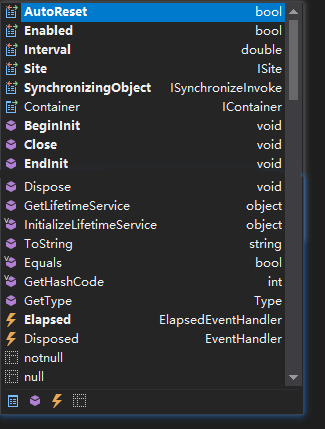 AutoReset bool
Enabled bool
Interval double
Site ISite
SynchronizingObject ISynchronizeInvoke
Container IContainer
BeginInit void
Close void
EndInit void
Dispose void
GetLifetimeService object
InitializeLifetimeService object
ToString string
Equals bool
GetHashCode int
GetType Type
Elapsed ElapsedEventHandler
Disposed EventHandler
notnull
null